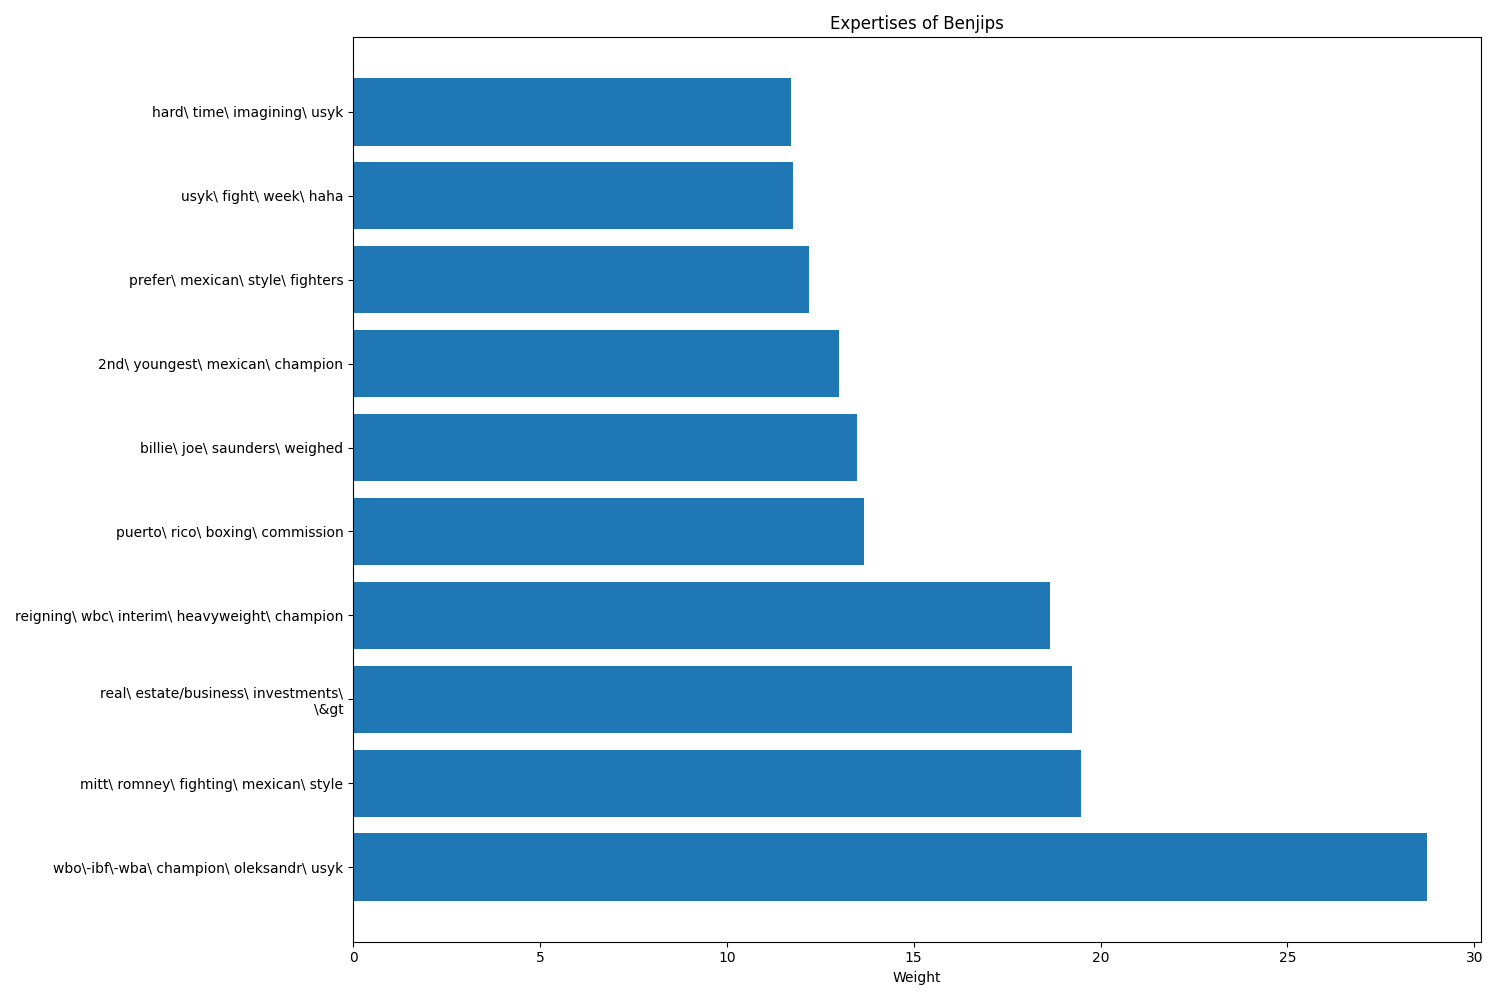 Expertises of Benjips
hard\ time\ imagining\ usyk
usyk\ fight\ week\ haha
prefer\ mexican\ style\ fighters
2nd\ youngest\ mexican\ champion
billie\ joe\ saunders\ weighed
puerto\ rico\ boxing\ commission
reigning\ wbc\ interim\ heavyweight\ champion
real\ estate/business\ investments\
\&gt
mitt\ romney\ fighting\ mexican\ style
wbo\-ibf\-wba\ champion\ oleksandr\ usyk
0 5 10 15 20 25 30
Weight